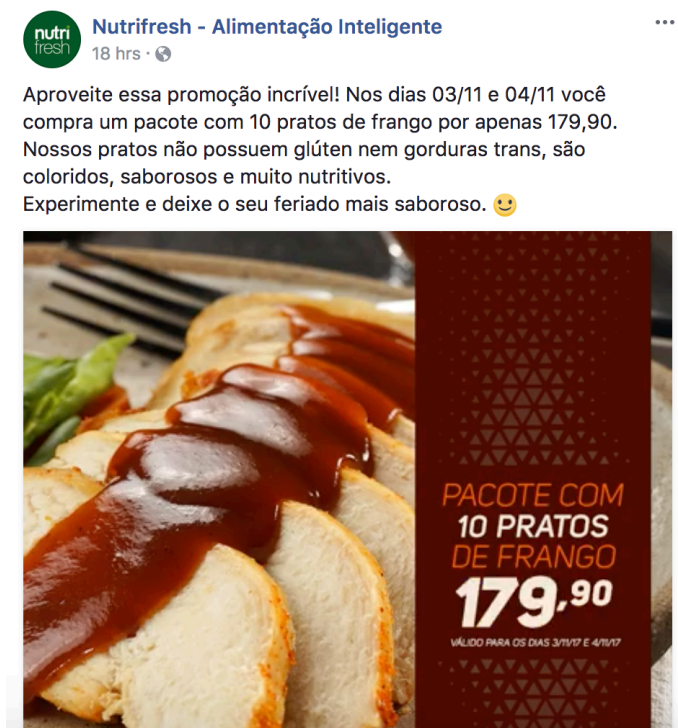 nutri
fresh
Nutrifresh - Alimentação Inteligente
18 hrs ·
Aproveite essa promoção incrível! Nos dias 03/11 e 04/11 você
compra um pacote com 10 pratos de frango por apenas 179,90.
Nossos pratos não possuem glúten nem gorduras trans, são
coloridos, saborosos e muito nutritivos.
Experimente e deixe o seu feriado mais saboroso. 🙂
PACOTE COM
10 PRATOS
DE FRANGO
179,90
VÁLIDO PARA OS DIAS 3/11/17 E 4/11/17